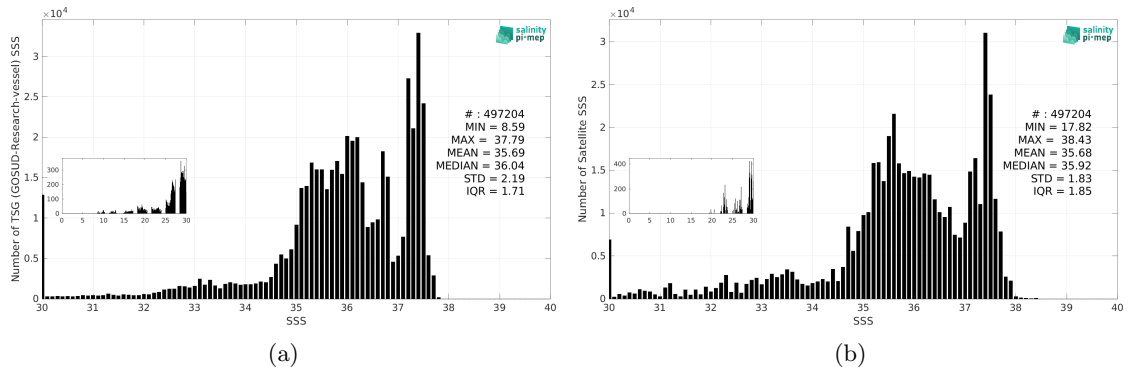 ×10⁴
salinity
pi-mep
Number of TSG (GOSUD-Research-vessel) SSS
3
2.5
2
1.5
1
0.5
0
# : 497204
MIN = 8.59
MAX = 37.79
MEAN = 35.69
MEDIAN = 36.04
STD = 2.19
IQR = 1.71
300
200
100
0
0 5 10 15 20 25 30
30 31 32 33 34 35 36 37 38 39 40
SSS
(a)
×10⁴
salinity
pi-mep
Number of Satellite SSS
3
2.5
2
1.5
1
0.5
0
# : 497204
MIN = 17.82
MAX = 38.43
MEAN = 35.68
MEDIAN = 35.92
STD = 1.83
IQR = 1.85
400
200
0
0 5 10 15 20 25 30
30 31 32 33 34 35 36 37 38 39 40
SSS
(b)